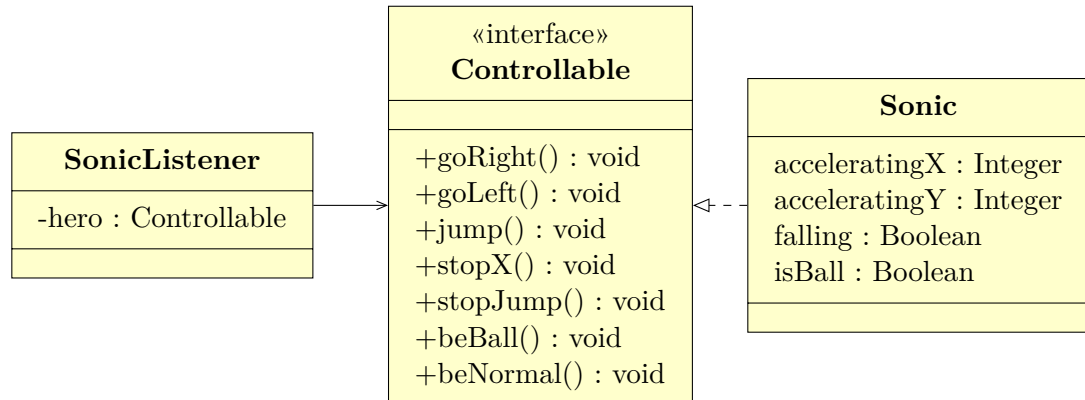 SonicListener
-hero : Controllable
«interface»
Controllable
+goRight() : void
+goLeft() : void
+jump() : void
+stopX() : void
+stopJump() : void
+beBall() : void
+beNormal() : void
Sonic
acceleratingX : Integer
acceleratingY : Integer
falling : Boolean
isBall : Boolean